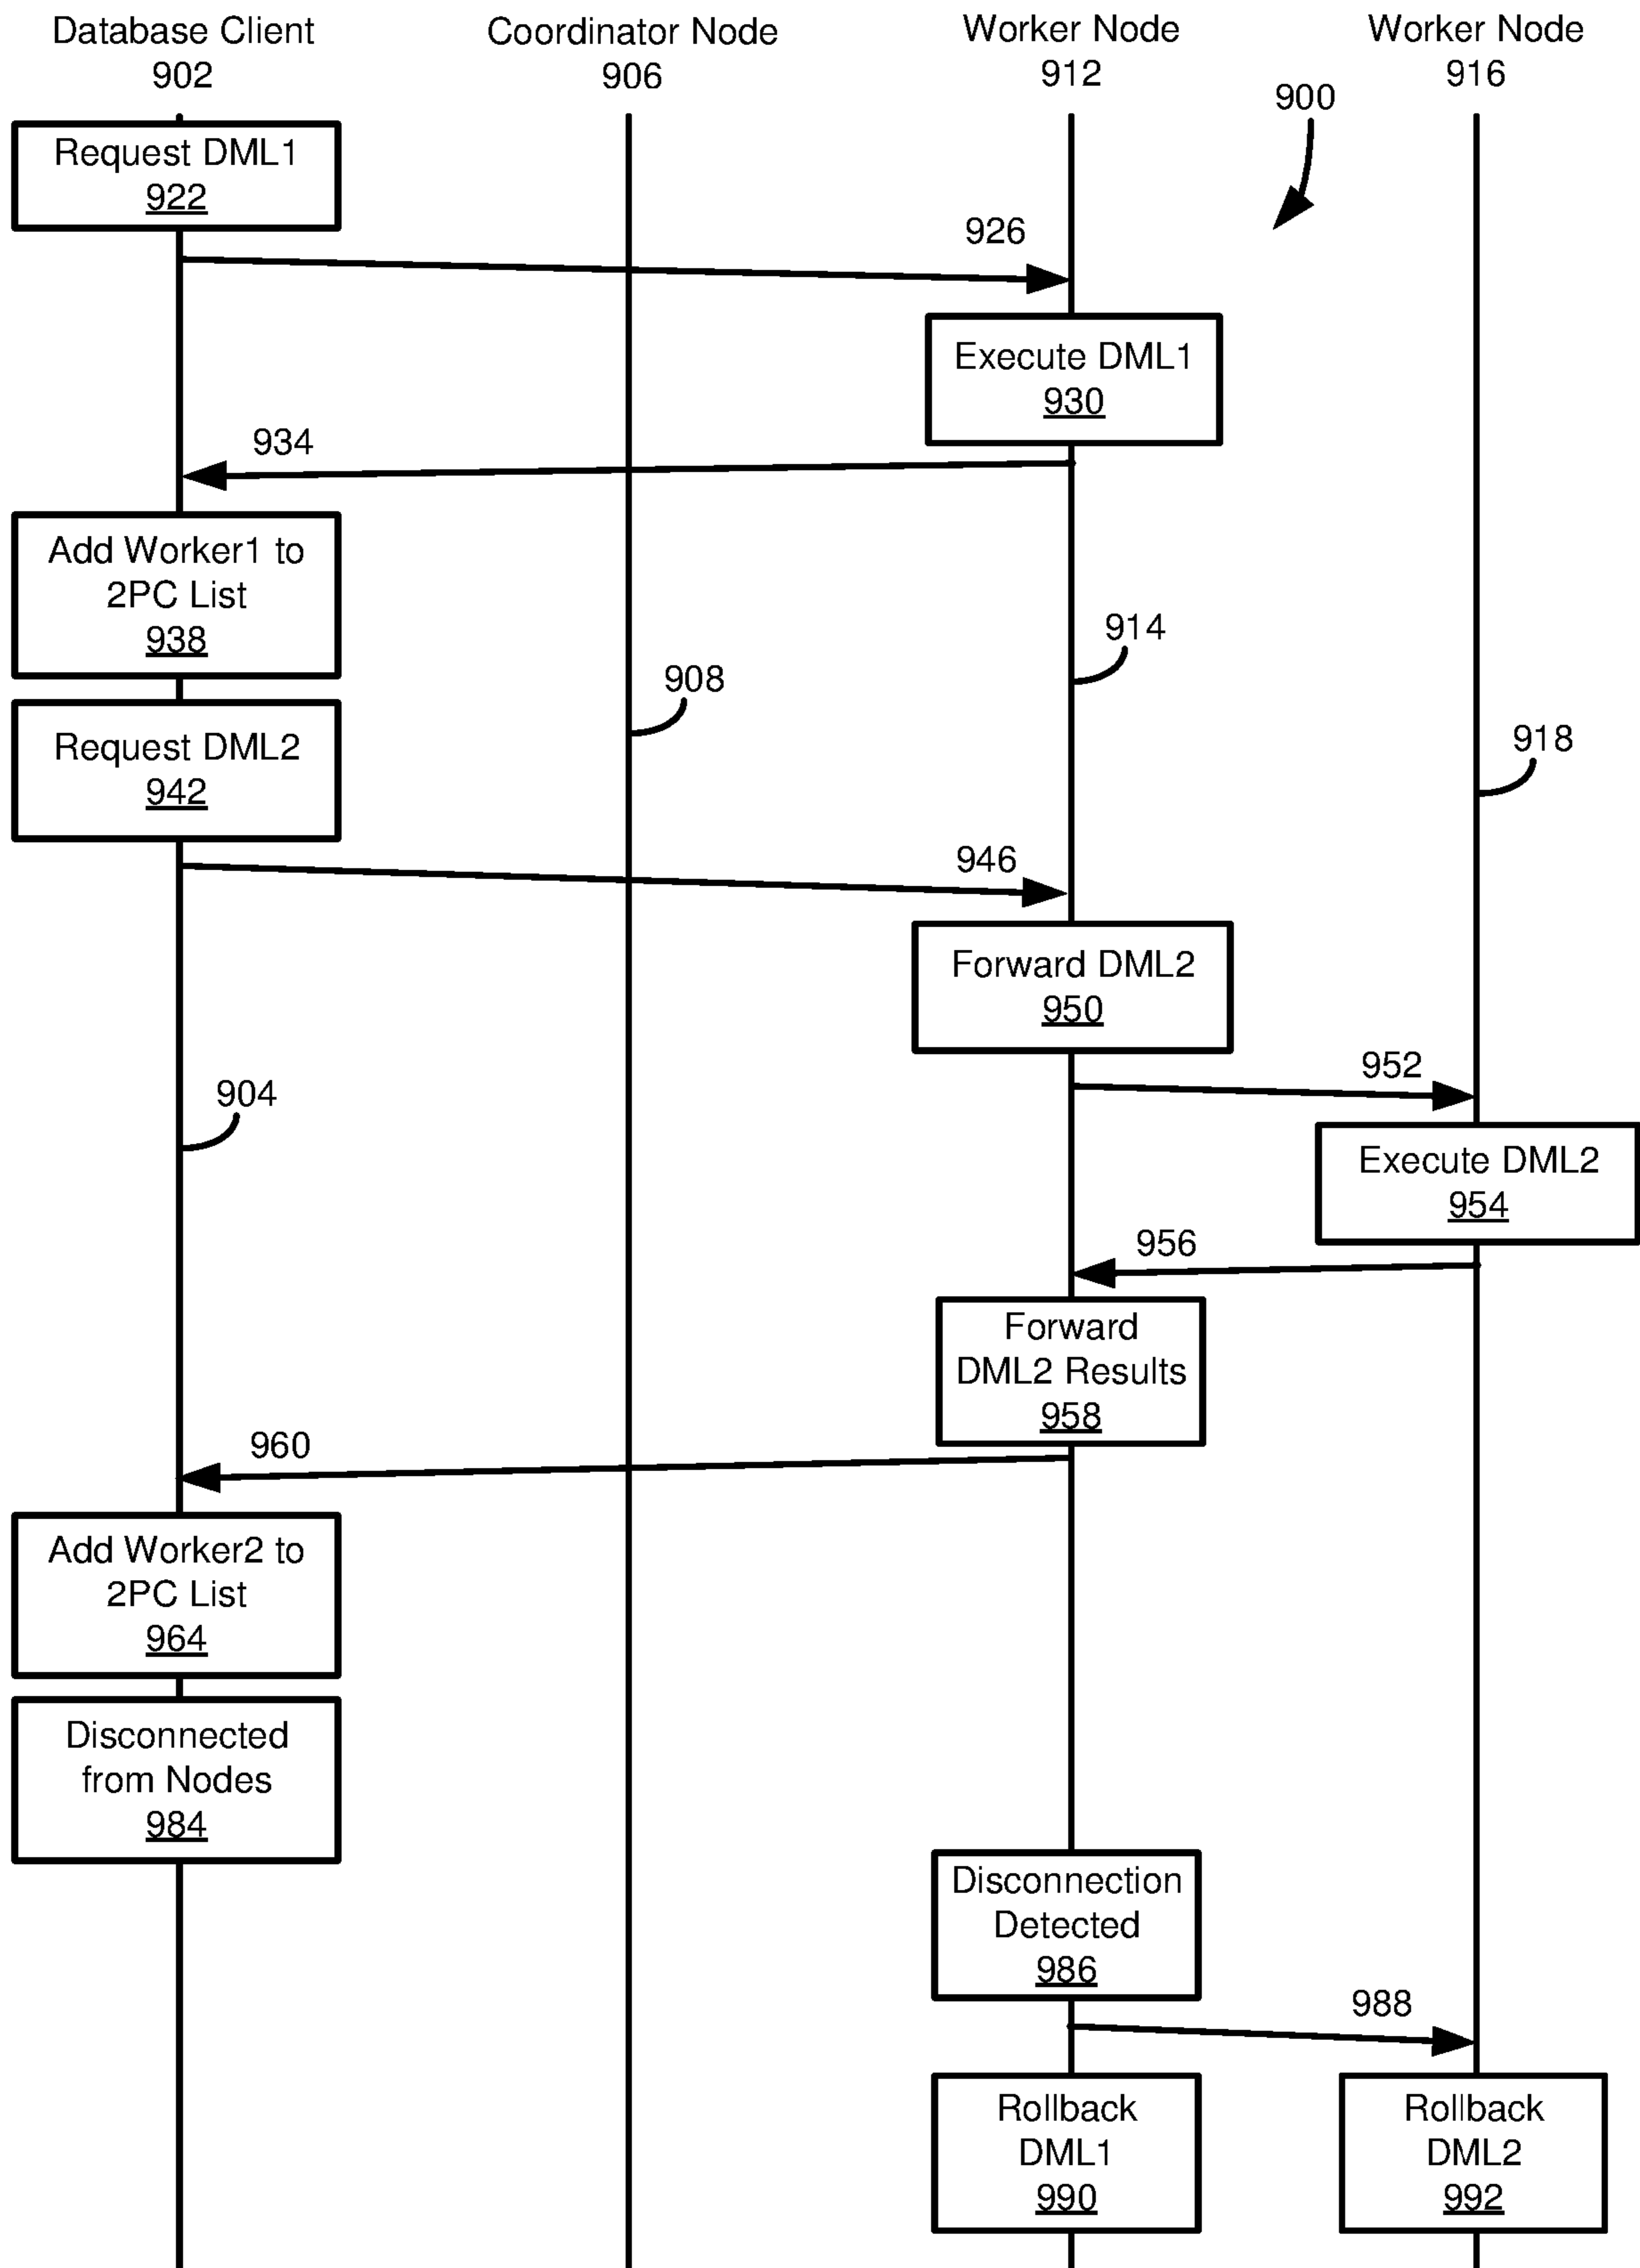 Database Client
902
Coordinator Node
906
Worker Node
912
Worker Node
916
900
Request DML1
922
926
Execute DML1
930
934
Add Worker1 to
2PC List
938
914
908
Request DML2
942
918
946
Forward DML2
950
952
904
Execute DML2
954
956
Forward
DML2 Results
958
960
Add Worker2 to
2PC List
964
Disconnected
from Nodes
984
Disconnection
Detected
986
988
Rollback
DML1
990
Rollback
DML2
992